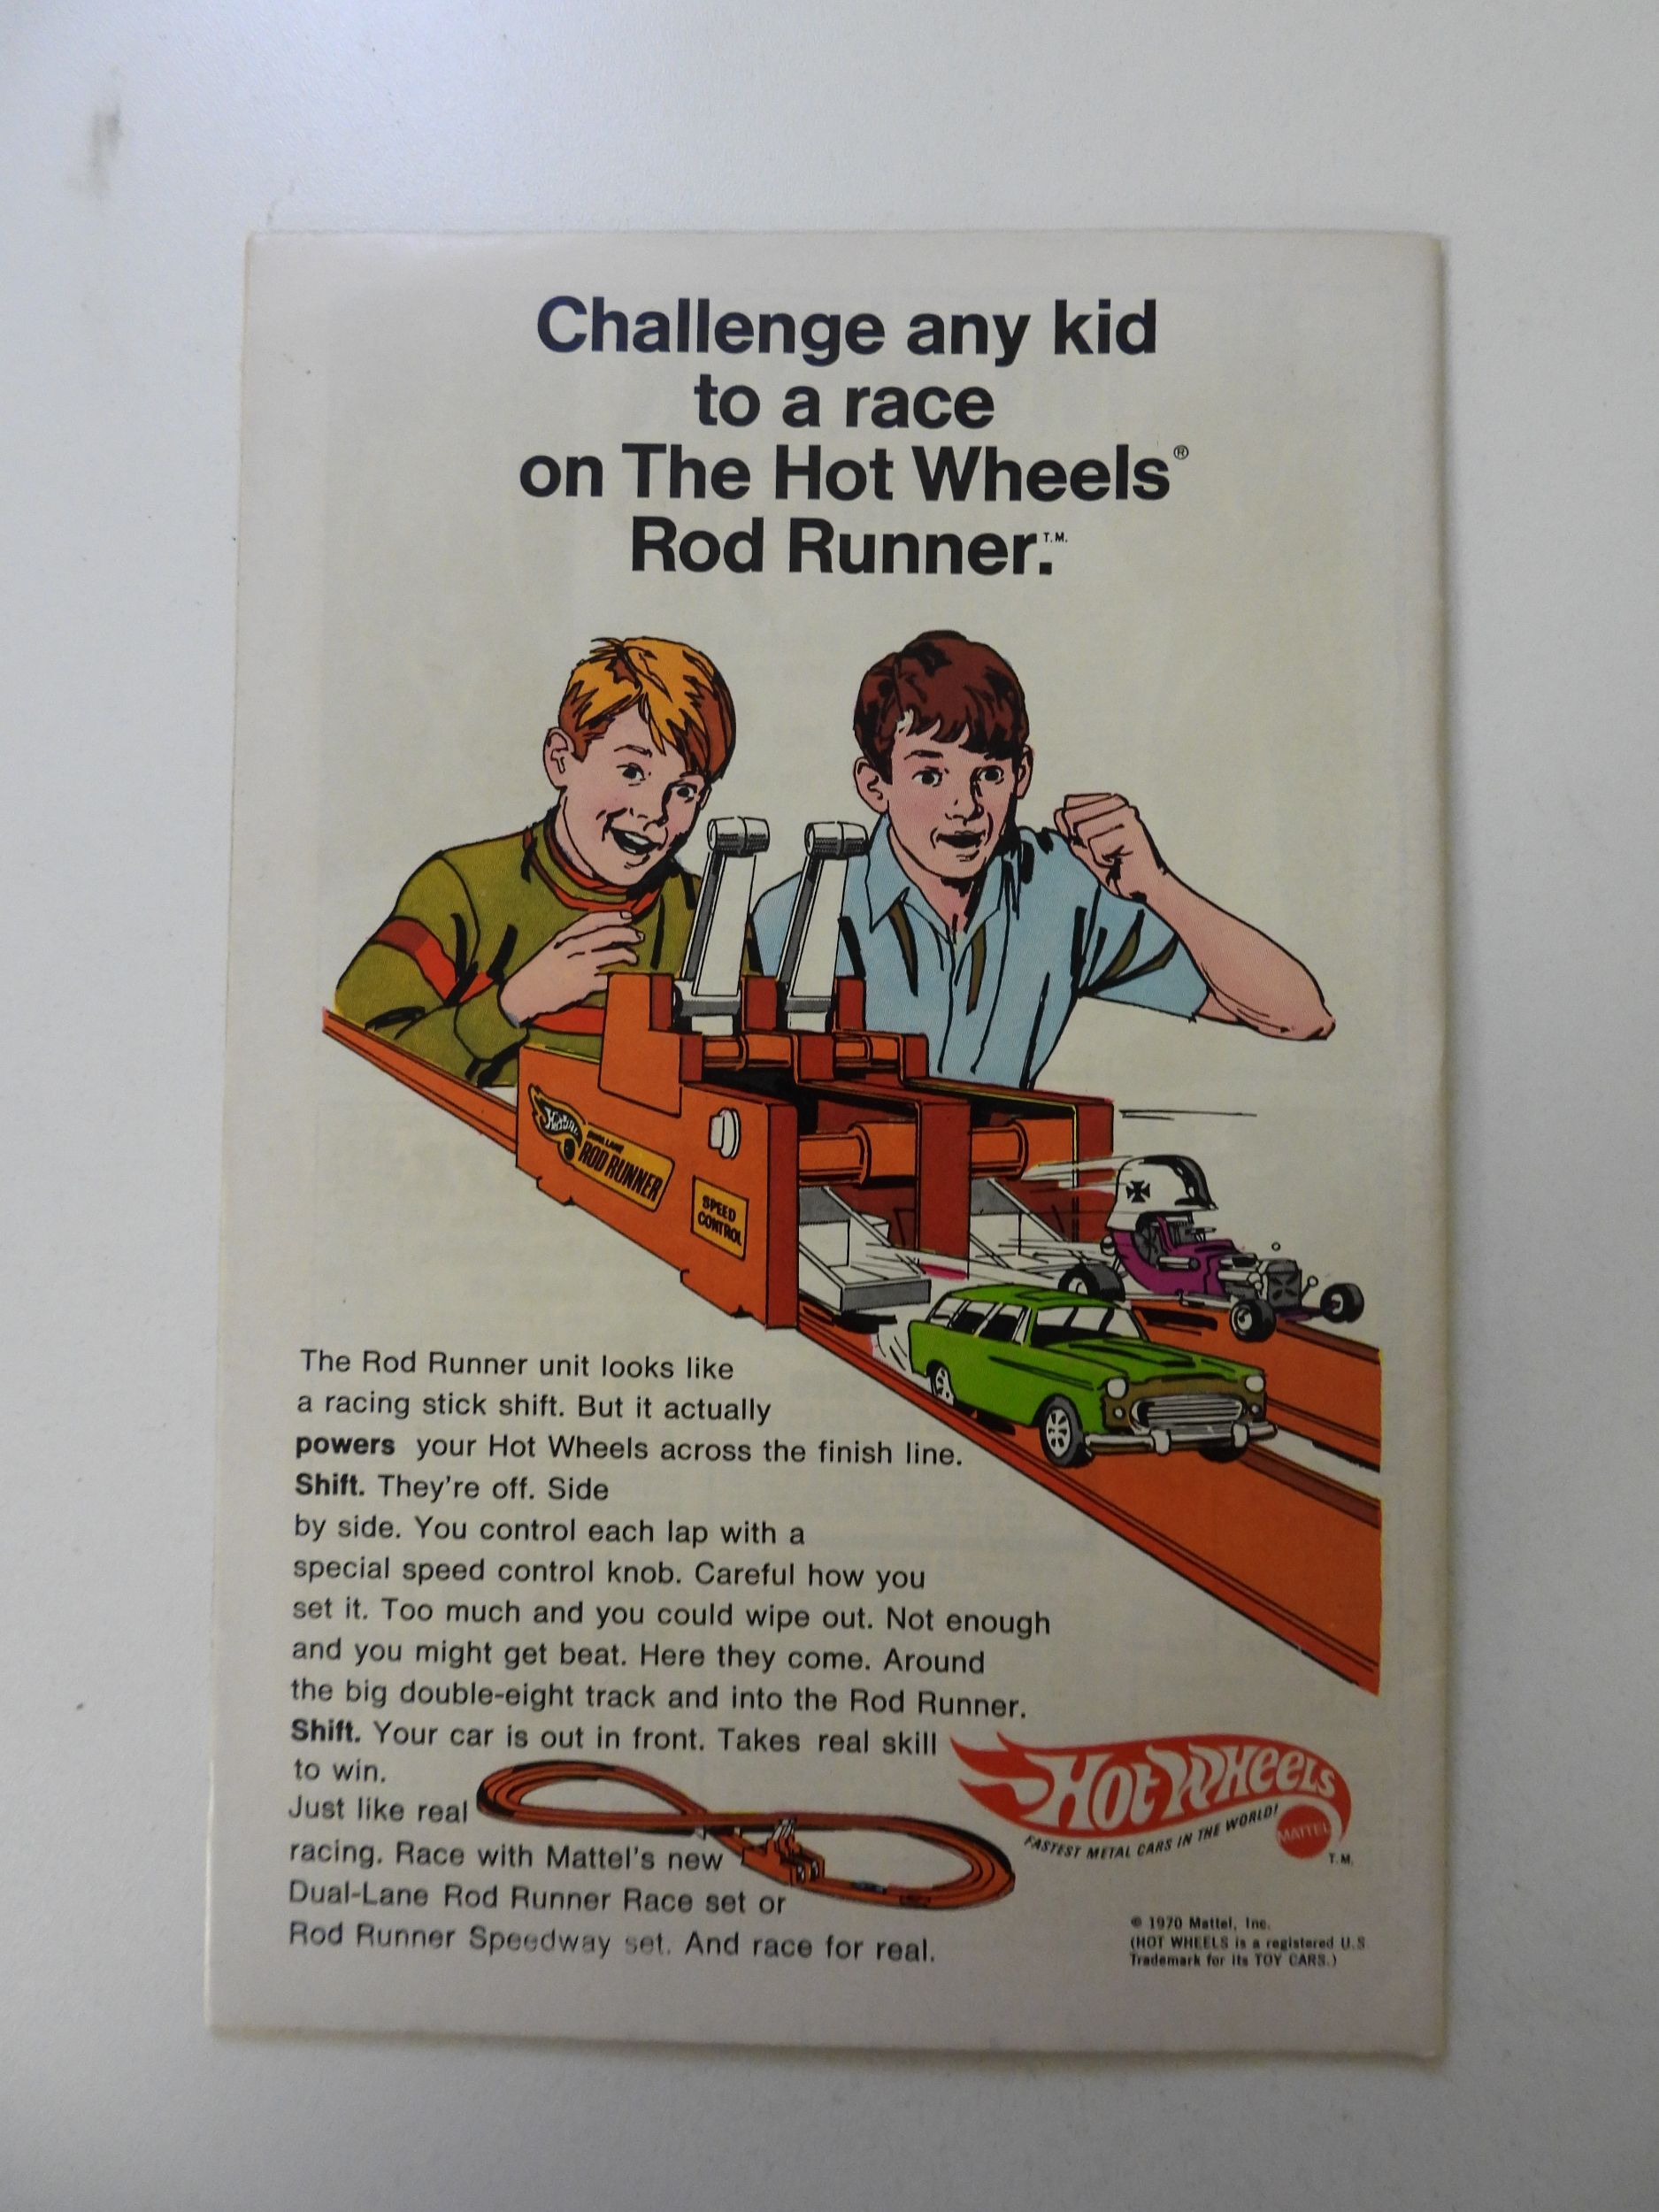 Challenge any kid
to a race
on The Hot Wheels®
Rod Runner.T.M.
Hot Wheels
DUAL-LANE
ROD RUNNER
SPEED
CONTROL
The Rod Runner unit looks like
a racing stick shift. But it actually
powers your Hot Wheels across the finish line.
Shift. They're off. Side
by side. You control each lap with a
special speed control knob. Careful how you
set it. Too much and you could wipe out. Not enough
and you might get beat. Here they come. Around
the big double-eight track and into the Rod Runner.
Shift. Your car is out in front. Takes real skill
to win.
Just like real
racing. Race with Mattel's new
Dual-Lane Rod Runner Race set or
Rod Runner Speedway set. And race for real.
Hot Wheels
FASTEST METAL CARS IN THE WORLD!
MATTEL
T.M.
© 1970 Mattel, Inc.
(HOT WHEELS is a registered U.S.
Trademark for its TOY CARS.)